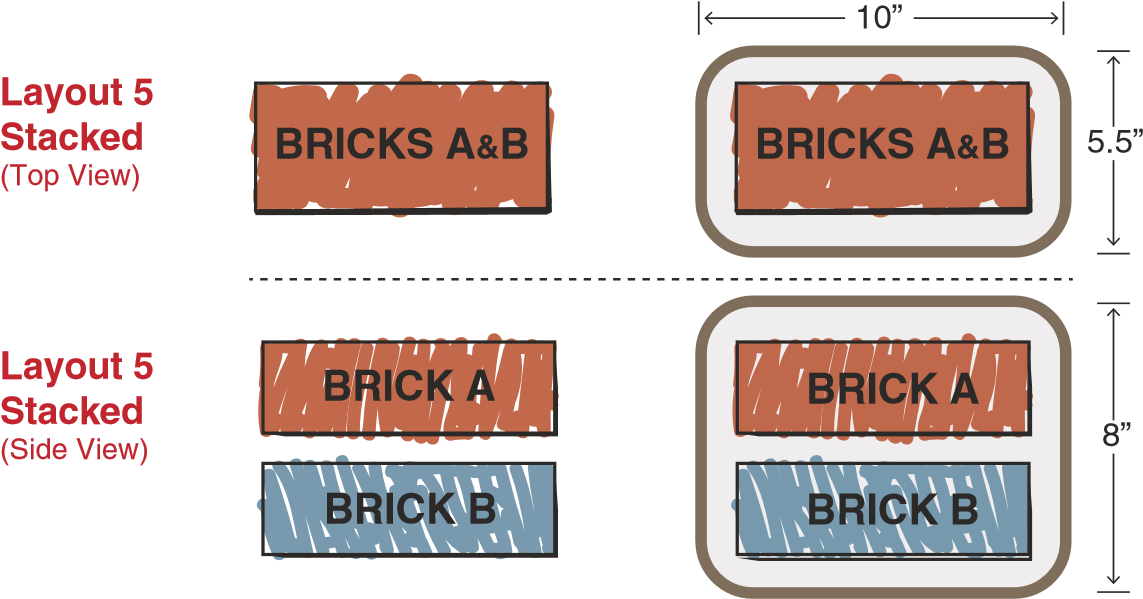 10”
Layout 5
Stacked
(Top View)
BRICKS A&B
BRICKS A&B
5.5”
Layout 5
Stacked
(Side View)
BRICK A
BRICK A
8”
BRICK B
BRICK B